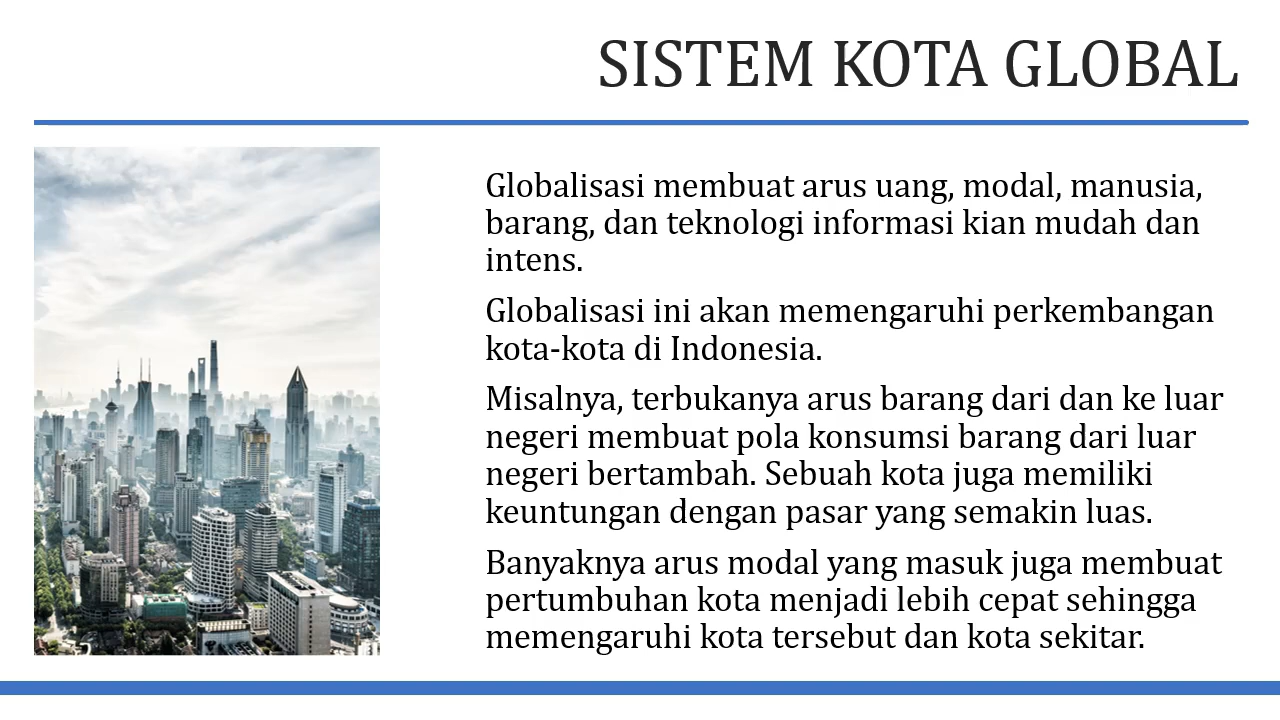 SISTEM KOTA GLOBAL
Globalisasi membuat arus uang, modal, manusia,
barang, dan teknologi informasi kian mudah dan
intens.
Globalisasi ini akan memengaruhi perkembangan
kota-kota di Indonesia.
Misalnya, terbukanya arus barang dari dan ke luar
negeri membuat pola konsumsi barang dari luar
negeri bertambah. Sebuah kota juga memiliki
keuntungan dengan pasar yang semakin luas.
Banyaknya arus modal yang masuk juga membuat
pertumbuhan kota menjadi lebih cepat sehingga
memengaruhi kota tersebut dan kota sekitar.